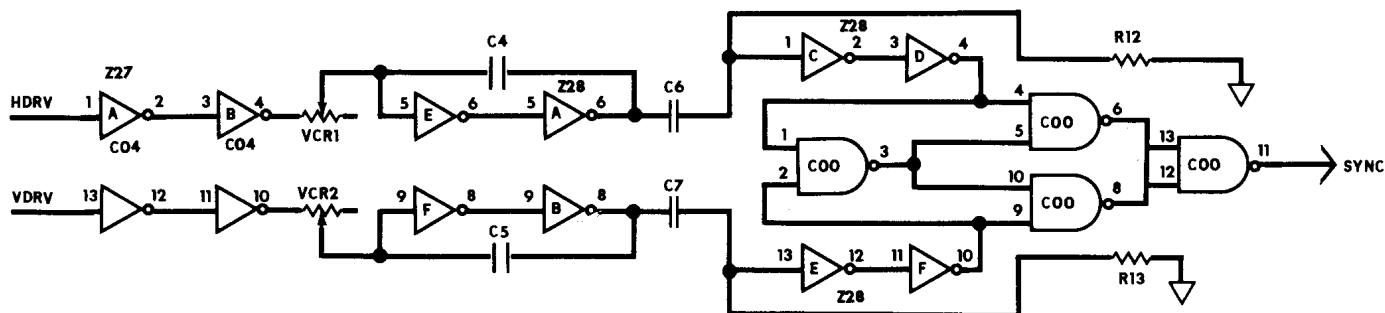 C4
Z28
C
1
2
3
D
4
R12
Z27
HDRV
1
A
2
3
B
4
C04
C04
VCR1
5
E
6
5
Z28
A
6
C6
4
5
C00
6
1
2
C00
3
13
12
C00
11
SYNC
VDRV
13
12
11
10
VCR2
9
F
8
9
B
8
C7
C5
10
9
C00
8
13
E
12
11
F
10
Z28
R13